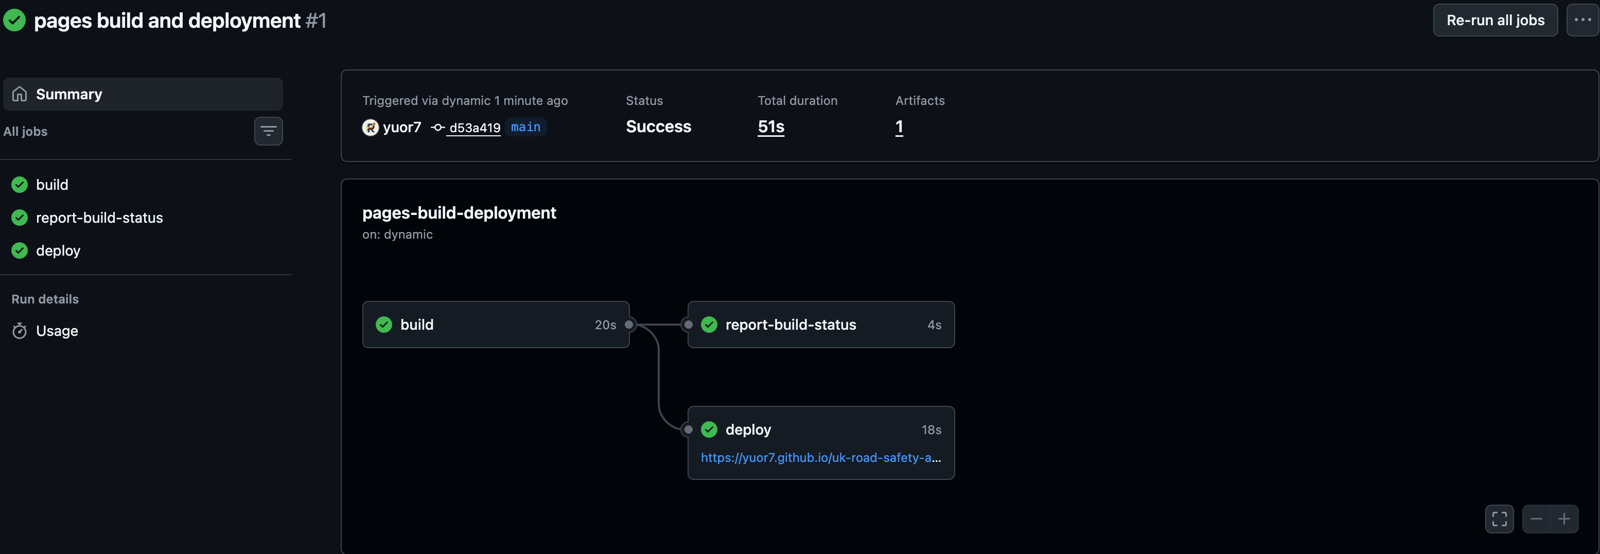 pages build and deployment #1
Re-run all jobs
Summary
All jobs
build
report-build-status
deploy
Run details
Usage
Triggered via dynamic 1 minute ago
yuor7 d53a419 main
Status
Success
Total duration
51s
Artifacts
1
pages-build-deployment
on: dynamic
build 20s
report-build-status 4s
deploy 18s
https://yuor7.github.io/uk-road-safety-a...